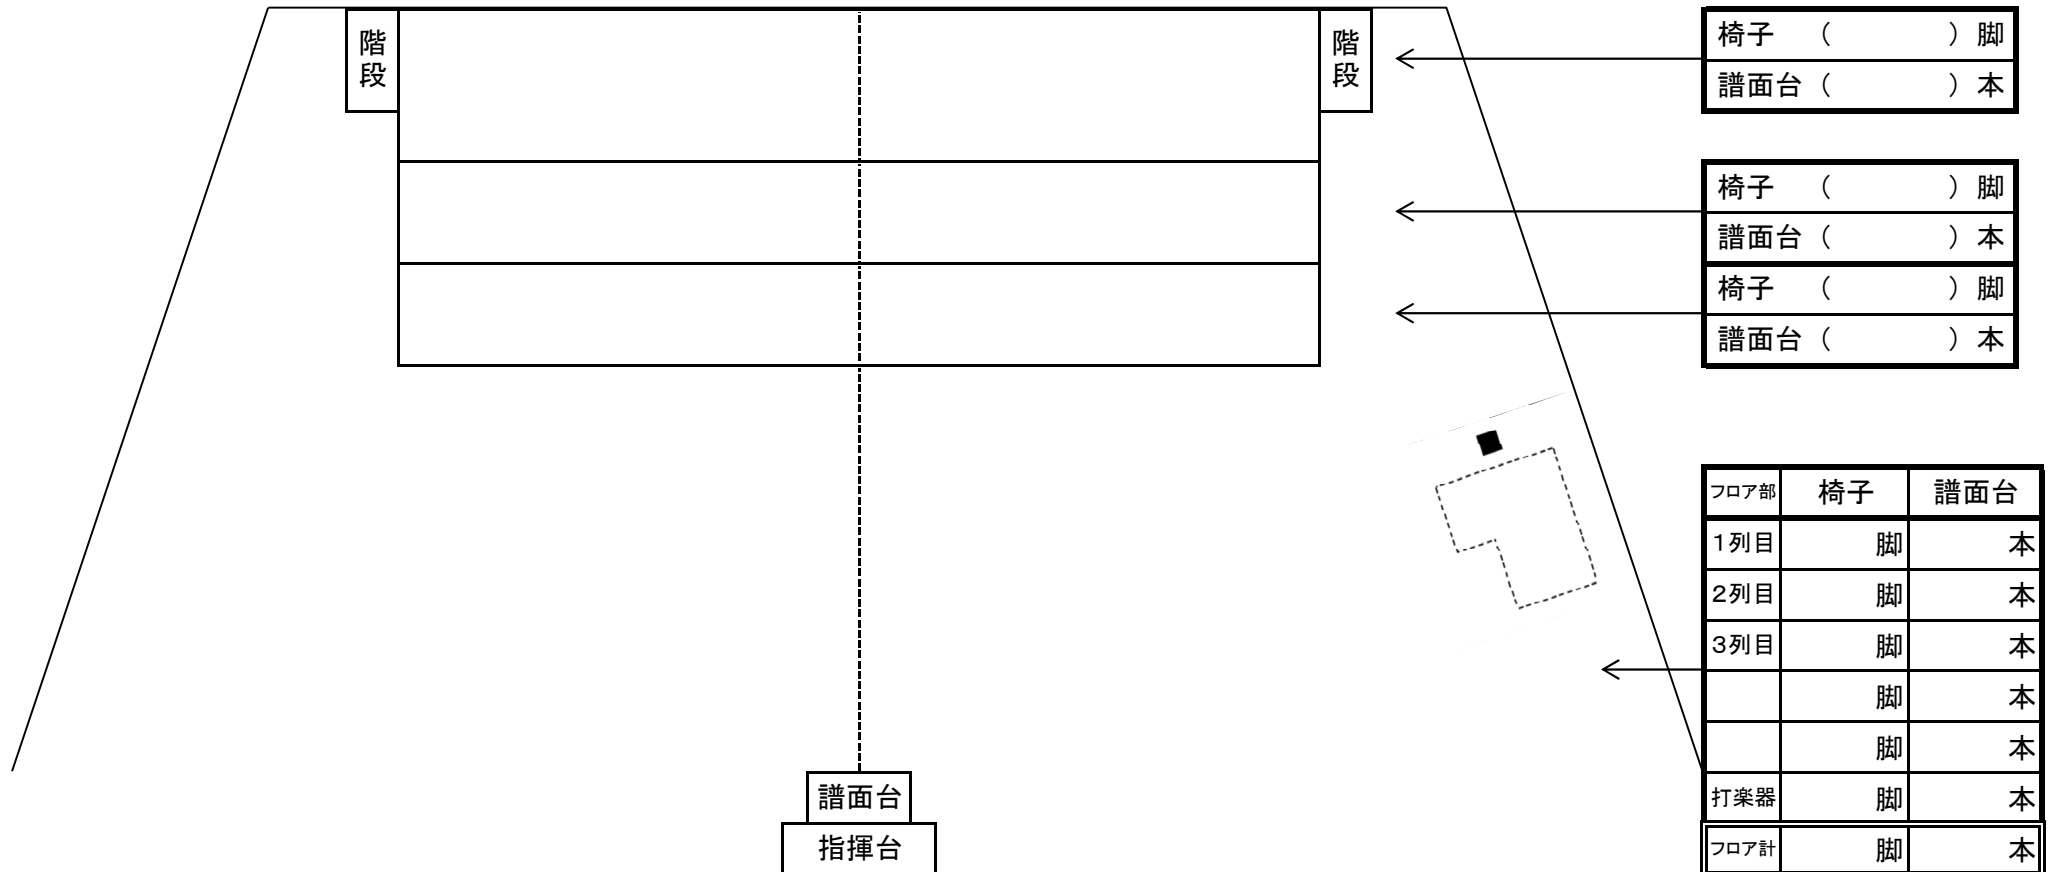 階段
階段
椅子 （　　　）脚
譜面台（　　　）本
椅子 （　　　）脚
譜面台（　　　）本
椅子 （　　　）脚
譜面台（　　　）本
フロア部 椅子 譜面台
1列目 脚 本
2列目 脚 本
3列目 脚 本
脚 本
脚 本
打楽器 脚 本
フロア計 脚 本
譜面台
指揮台